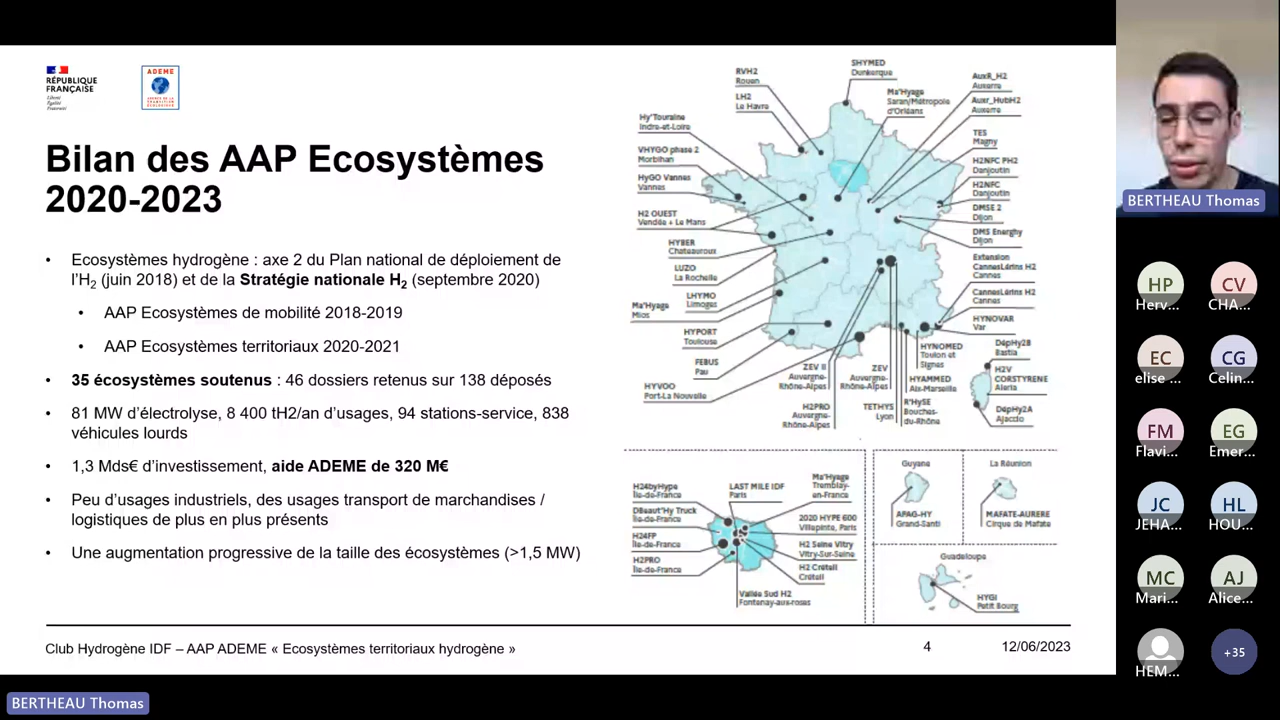 RÉPUBLIQUE
FRANÇAISE
Liberté
Égalité
Fraternité
ADEME
Bilan des AAP Ecosystèmes
2020-2023
• Ecosystèmes hydrogène : axe 2 du Plan national de déploiement de
l'H2 (juin 2018) et de la Stratégie nationale H2 (septembre 2020)
• AAP Ecosystèmes de mobilité 2018-2019
• AAP Ecosystèmes territoriaux 2020-2021
• 35 écosystèmes soutenus : 46 dossiers retenus sur 138 déposés
• 81 MW d'électrolyse, 8 400 tH2/an d'usages, 94 stations-service, 838
véhicules lourds
• 1,3 Mds€ d'investissement, aide ADEME de 320 M€
• Peu d'usages industriels, des usages transport de marchandises /
logistiques de plus en plus présents
• Une augmentation progressive de la taille des écosystèmes (>1,5 MW)
SHYMED
Dunkerque
RVH2
Rouen
LH2
Le Havre
Ma'Hyage
Saran/Métropole
d'Orléans
AuxR_H2
Auxerre
Auxr_HubH2
Auxerre
Hy'Touraine
Indre-et-Loire
VHYGO phase 2
Morbihan
HyGO Vannes
Vannes
H2 OUEST
Vendée + Le Mans
HYBER
Chateauroux
LUZO
La Rochelle
LHYMO
Limoges
Ma'Hyage
Mios
HYPORT
Toulouse
FEBUS
Pau
HYVOO
Port-La Nouvelle
TES
Magny
H2NFC PH2
Danjoutin
H2NFC
Danjoutin
DMSE 2
Dijon
DMS Energhy
Dijon
Extension
CannesLérins H2
Cannes
CannesLérins H2
Cannes
HYNOVAR
Var
ZEV II
Auvergne-
Rhône-Alpes
ZEV
Auvergne-
Rhône-Alpes
H2PRO
Auvergne-
Rhône-Alpes
TETHYS
Lyon
HYNOMED
Toulon et
Signes
HYAMMED
Aix-Marseille
R'HySE
Bouches-
du-Rhône
DépHy2B
Bastia
H2V
CORSTYRENE
Aleria
DépHy2A
Ajaccio
H24byHype
Île-de-France
DBeaut'Hy Truck
Île-de-France
H24FP
Île-de-France
H2PRO
Île-de-France
LAST MILE IDF
Paris
Ma'Hyage
Tremblay-
en-France
2020 HYPE 600
Villepinte, Paris
H2 Seine Vitry
Vitry-Sur-Seine
H2 Créteil
Créteil
Vallée Sud H2
Fontenay-aux-roses
Guyane
APAG-HY
Grand-Santi
La Réunion
MAFATE-AURERE
Cirque de Mafate
Guadeloupe
HYGI
Petit Bourg
Club Hydrogène IDF – AAP ADEME « Ecosystèmes territoriaux hydrogène »
4
12/06/2023
BERTHEAU Thomas
BERTHEAU Thomas
HP
Herv...
CV
CHA...
EC
elise ...
CG
Celin...
FM
Flavi...
EG
Emer...
JC
JEHA...
HL
HOU...
MC
Mari...
AJ
Alice...
HEM...
+35